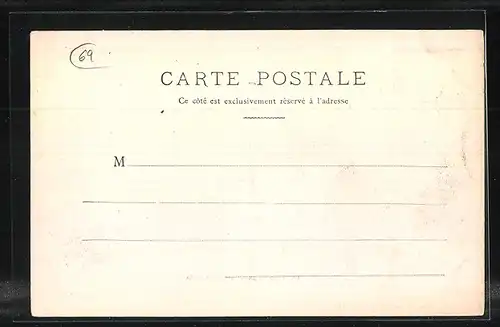 69
CARTE POSTALE
Ce côté est exclusivement réservé à l'adresse
M